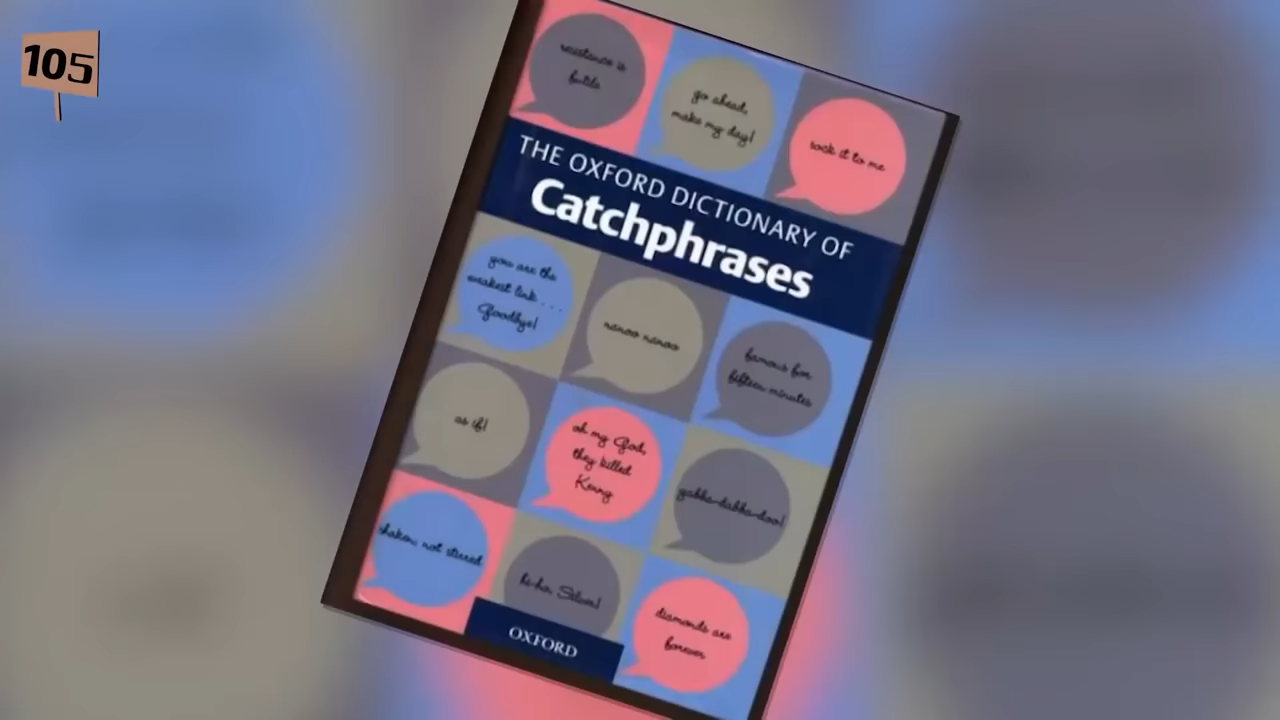 105
resistance is
futile
go ahead,
make my day!
sock it to me
THE OXFORD DICTIONARY OF
Catchphrases
you are the
weakest link . . .
Goodbye!
nanoo nanoo
famous for
fifteen minutes
as if!
oh my God,
they killed
Kenny
yabba-dabba-doo!
shaken, not stirred
hi-ho, Silver!
diamonds are
forever
OXFORD